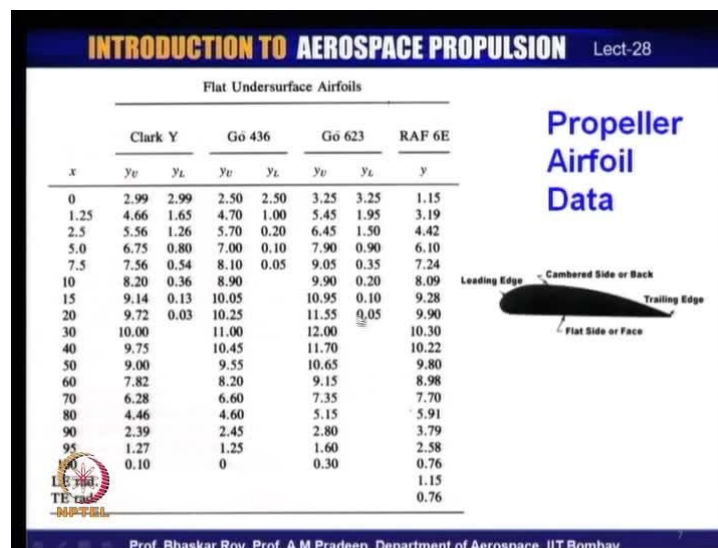 INTRODUCTION TO AEROSPACE PROPULSION Lect-28
Flat Undersurface Airfoils
Clark Y Gö 436 Gö 623 RAF 6E
x yU yL yU yL yU yL y
0 2.99 2.99 2.50 2.50 3.25 3.25 1.15
1.25 4.66 1.65 4.70 1.00 5.45 1.95 3.19
2.5 5.56 1.26 5.70 0.20 6.45 1.50 4.42
5.0 6.75 0.80 7.00 0.10 7.90 0.90 6.10
7.5 7.56 0.54 8.10 0.05 9.05 0.35 7.24
10 8.20 0.36 8.90 9.90 0.20 8.09
15 9.14 0.13 10.05 10.95 0.10 9.28
20 9.72 0.03 10.25 11.55 0.05 9.90
30 10.00 11.00 12.00 10.30
40 9.75 10.45 11.70 10.22
50 9.00 9.55 10.65 9.80
60 7.82 8.20 9.15 8.98
70 6.28 6.60 7.35 7.70
80 4.46 4.60 5.15 5.91
90 2.39 2.45 2.80 3.79
95 1.27 1.25 1.60 2.58
100 0.10 0 0.30 0.76
LE rad. 1.15
TE rad. 0.76
Propeller
Airfoil
Data
Leading Edge
Cambered Side or Back
Trailing Edge
Flat Side or Face
NPTEL
Prof. Bhaskar Roy, Prof. A M Pradeep, Department of Aerospace, IIT Bombay
7